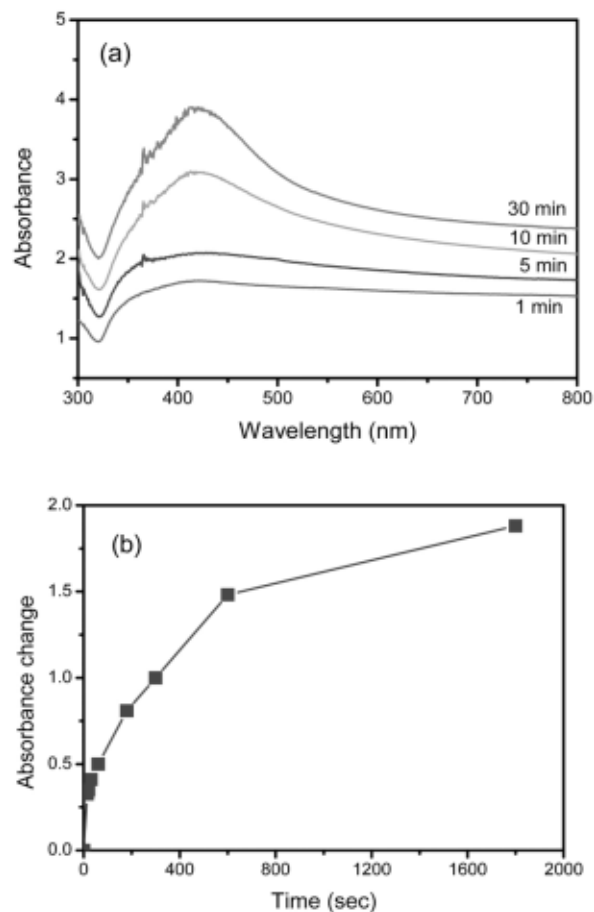 (a)
5
4
3
2
1
Absorbance
30 min
10 min
5 min
1 min
300 400 500 600 700 800
Wavelength (nm)
(b)
2.0
1.5
1.0
0.5
0.0
Absorbance change
0 400 800 1200 1600 2000
Time (sec)